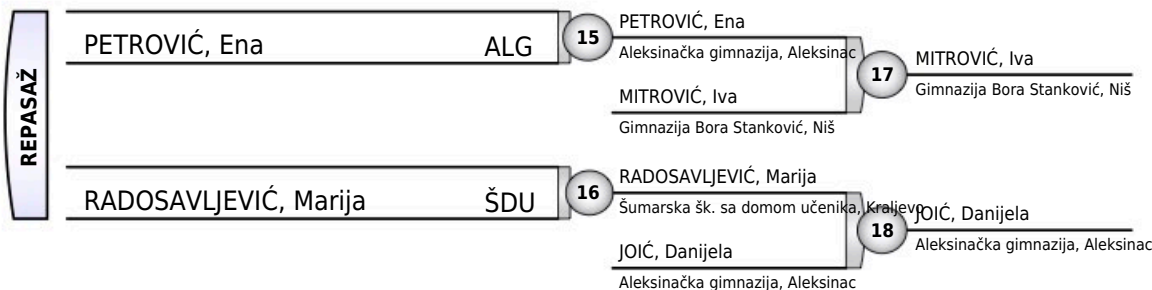 REPASAŽ
PETROVIĆ, Ena ALG
15
PETROVIĆ, Ena
Aleksinačka gimnazija, Aleksinac
MITROVIĆ, Iva
Gimnazija Bora Stanković, Niš
17
MITROVIĆ, Iva
Gimnazija Bora Stanković, Niš
RADOSAVLJEVIĆ, Marija ŠDU
16
RADOSAVLJEVIĆ, Marija
Šumarska šk. sa domom učenika, Kraljevo
JOIĆ, Danijela
Aleksinačka gimnazija, Aleksinac
18
JOIĆ, Danijela
Aleksinačka gimnazija, Aleksinac